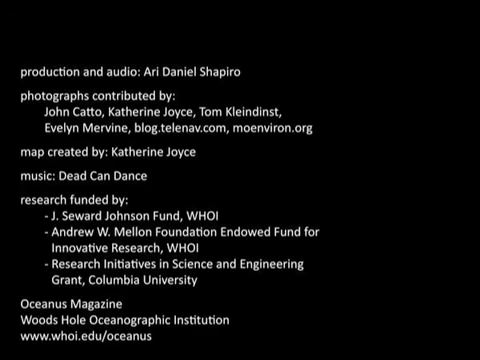 production and audio: Ari Daniel Shapiro
photographs contributed by:
John Catto, Katherine Joyce, Tom Kleindinst,
Evelyn Mervine, blog.telenav.com, moenviron.org
map created by: Katherine Joyce
music: Dead Can Dance
research funded by:
- J. Seward Johnson Fund, WHOI
- Andrew W. Mellon Foundation Endowed Fund for
Innovative Research, WHOI
- Research Initiatives in Science and Engineering
Grant, Columbia University
Oceanus Magazine
Woods Hole Oceanographic Institution
www.whoi.edu/oceanus